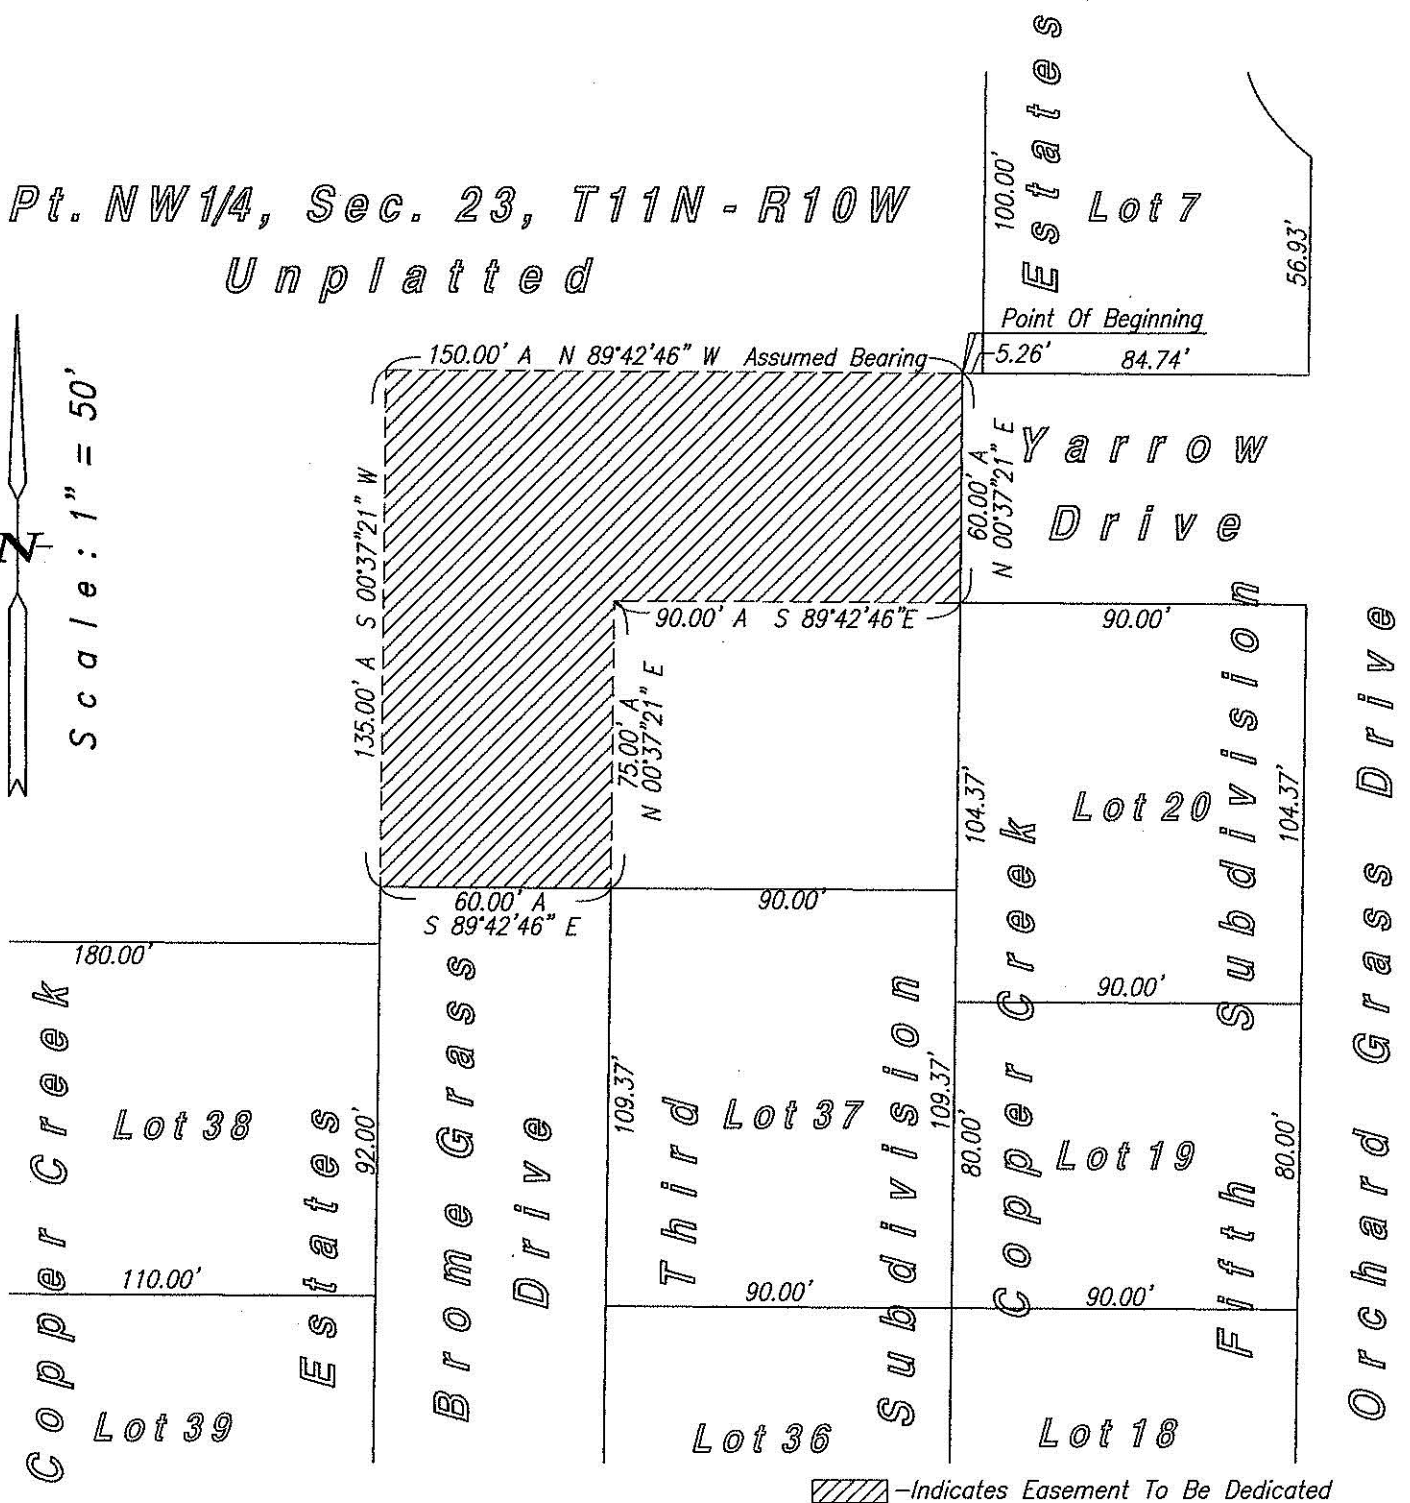 Estates
Pt. NW 1/4, Sec. 23, T11N - R10W
Unplatted
100.00'
Lot 7
56.93'
Point Of Beginning
5.26'
84.74'
150.00' A N 89°42'46" W Assumed Bearing
Scale: 1" = 50'
N
135.00' A S 00°37'21" W
60.00' A
N 00°37'21" E
Yarrow
Drive
90.00' A S 89°42'46"E
90.00'
75.00' A
N 00°37'21" E
104.37'
Lot 20
104.37'
60.00' A
S 89°42'46" E
90.00'
180.00'
90.00'
Copper Creek
Lot 38
Estates
92.00'
Brome Grass
Drive
109.37'
Third
Lot 37
Subdivision
109.37'
80.00'
Copper Creek
Lot 19
Fifth Subdivision
80.00'
Orchard Grass Drive
110.00'
90.00'
90.00'
Lot 39
Lot 36
Lot 18
-Indicates Easement To Be Dedicated